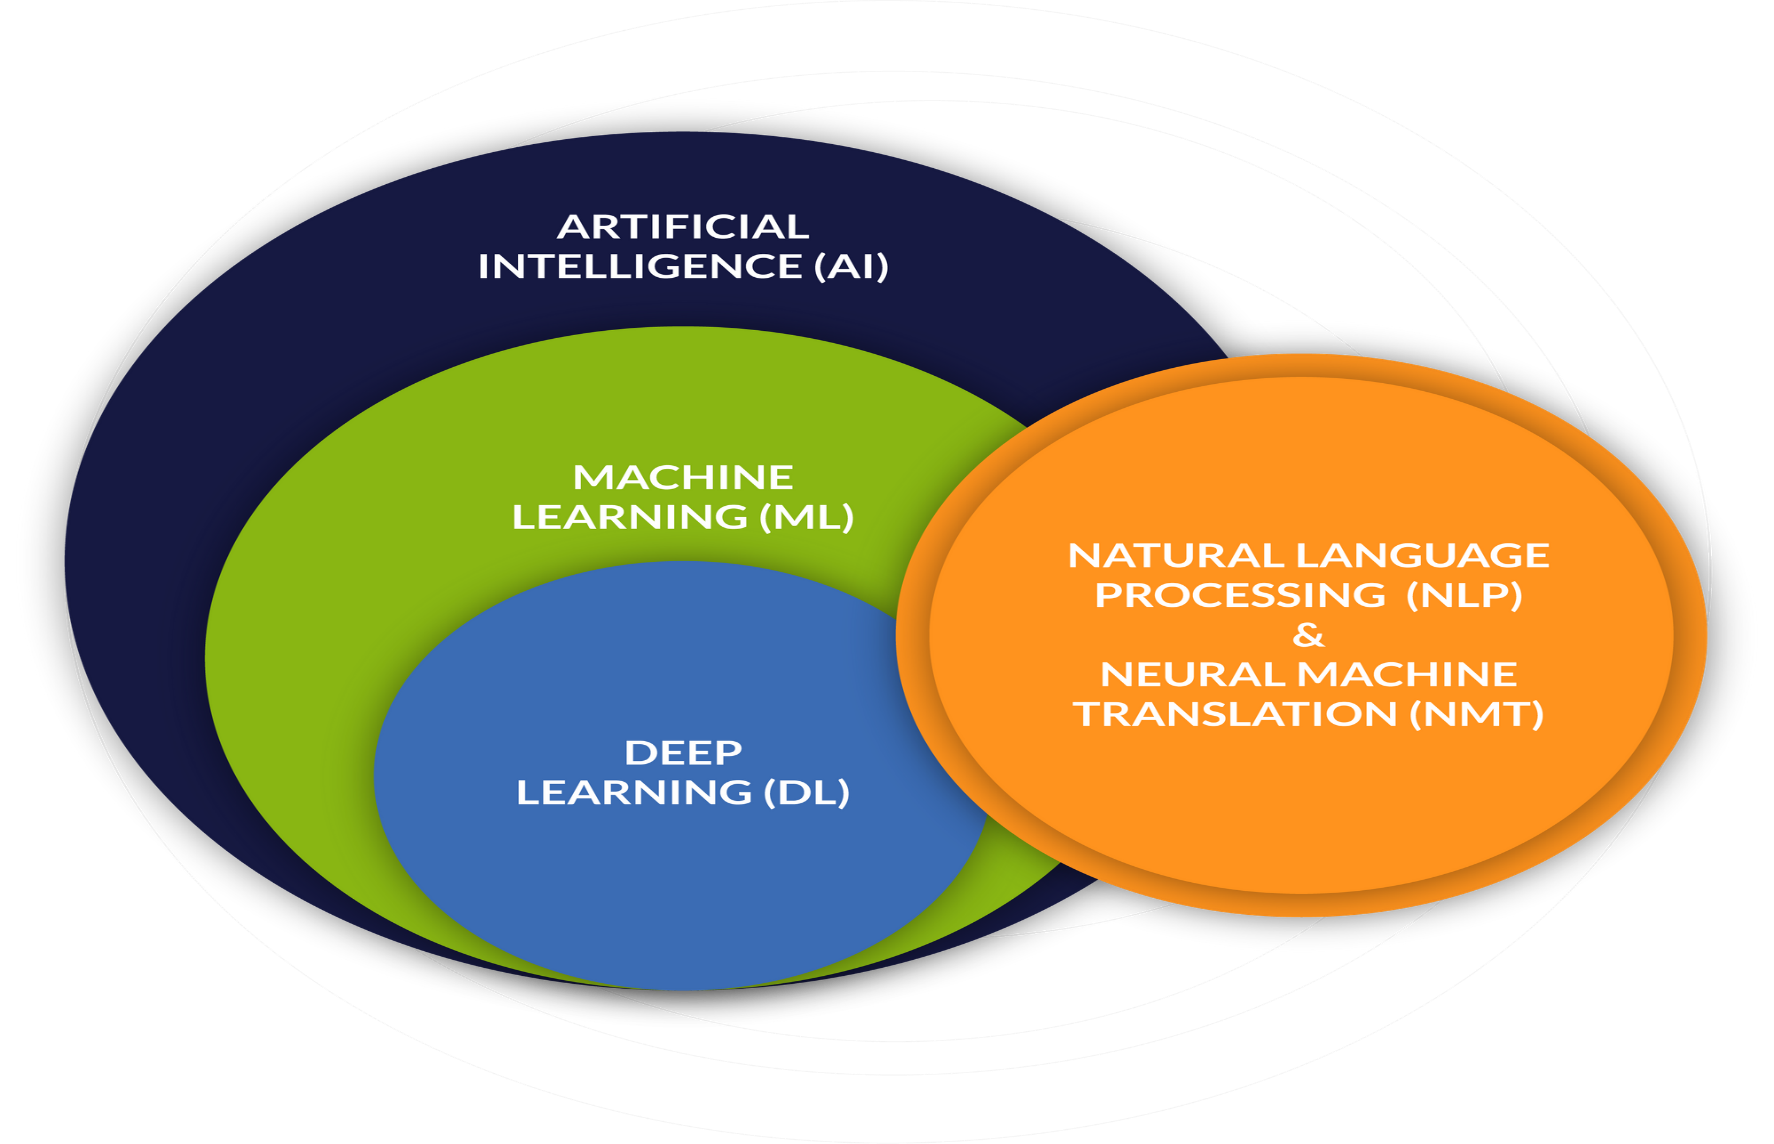 ARTIFICIAL
INTELLIGENCE (AI)
MACHINE
LEARNING (ML)
DEEP
LEARNING (DL)
NATURAL LANGUAGE
PROCESSING (NLP)
&
NEURAL MACHINE
TRANSLATION (NMT)